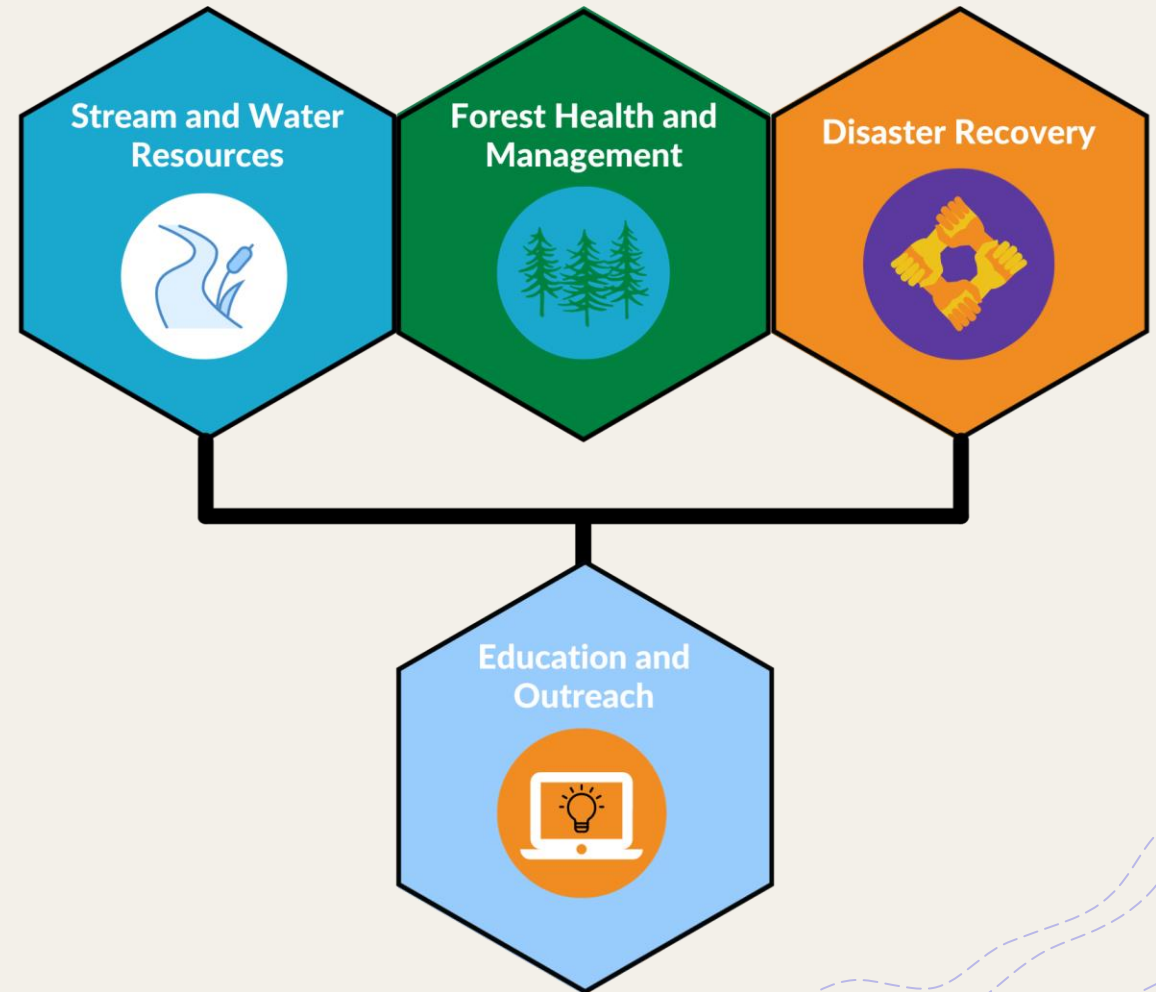 Stream and Water
Resources
Forest Health and
Management
Disaster Recovery
Education and
Outreach